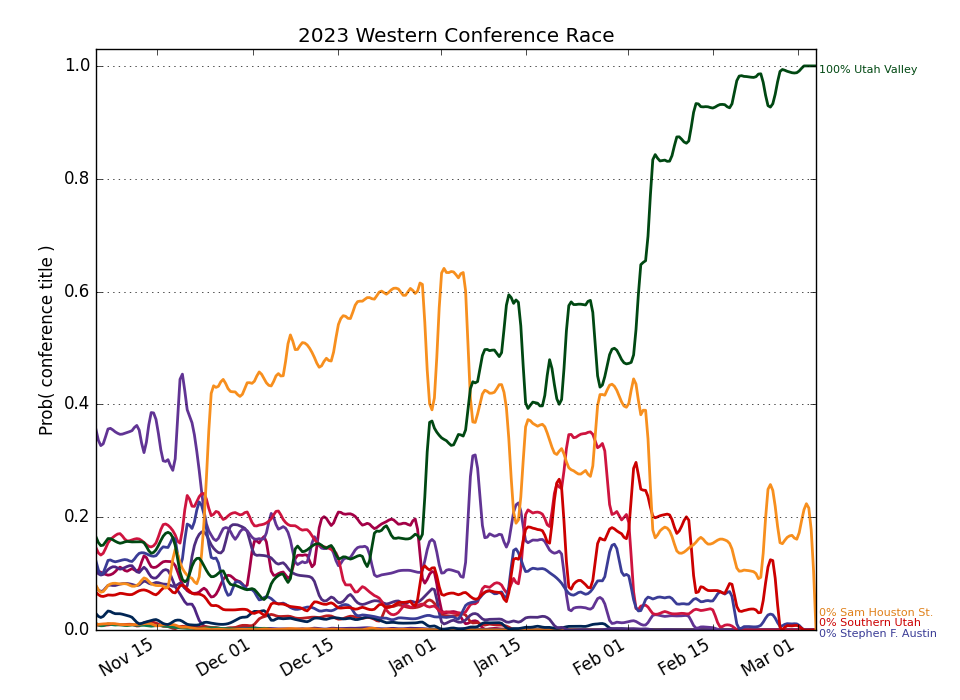 2023 Western Conference Race
1.0
0.8
0.6
0.4
0.2
0.0
Prob( conference title )
100% Utah Valley
0% Sam Houston St.
0% Southern Utah
0% Stephen F. Austin
Nov 15
Dec 01
Dec 15
Jan 01
Jan 15
Feb 01
Feb 15
Mar 01